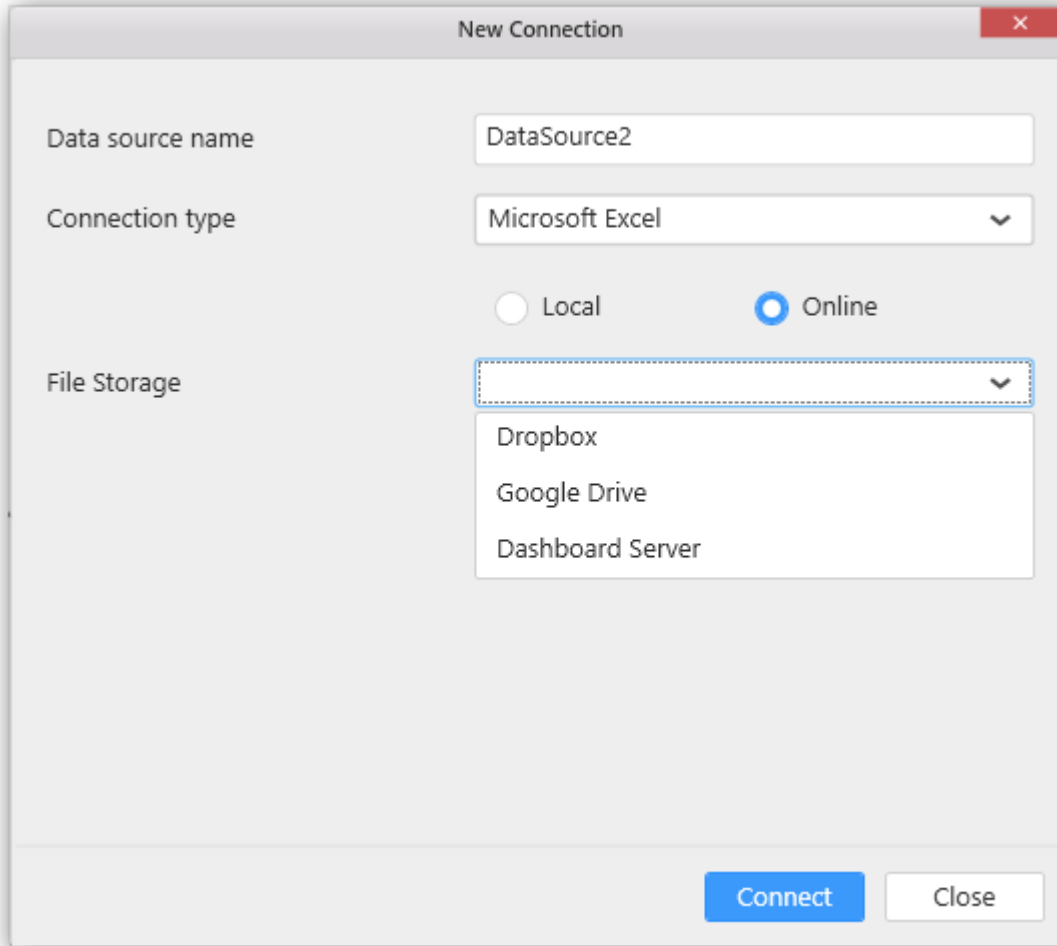 New Connection
Data source name
DataSource2
Connection type
Microsoft Excel
Local
Online
File Storage
Dropbox
Google Drive
Dashboard Server
Connect
Close